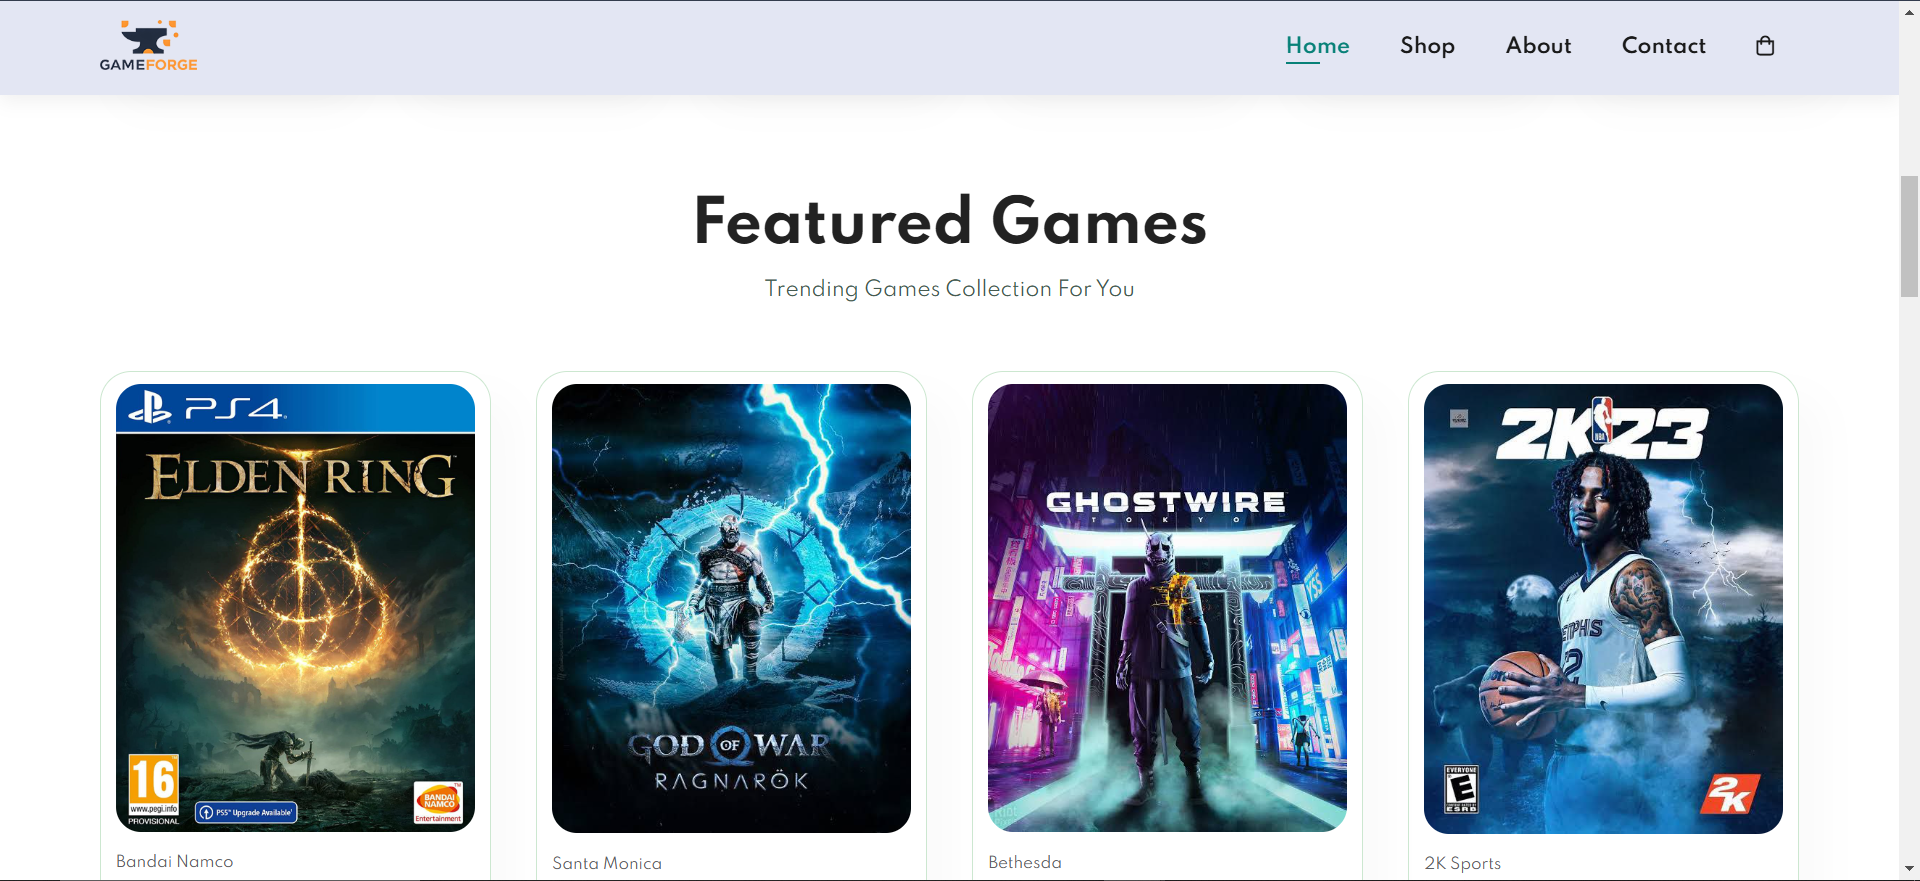 GAMEFORGE
Home Shop About Contact
Featured Games
Trending Games Collection For You
PS4
ELDEN RING
16
www.pegi.info
PROVISIONAL
PS5 Upgrade Available
BANDAI
NAMCO
Entertainment
Bandai Namco
GOD OF WAR
RAGNARÖK
Santa Monica
GHOSTWIRE
TOKYO
Bethesda
2K23
NBA
EVERYONE
E
ESRB
2K
2K Sports